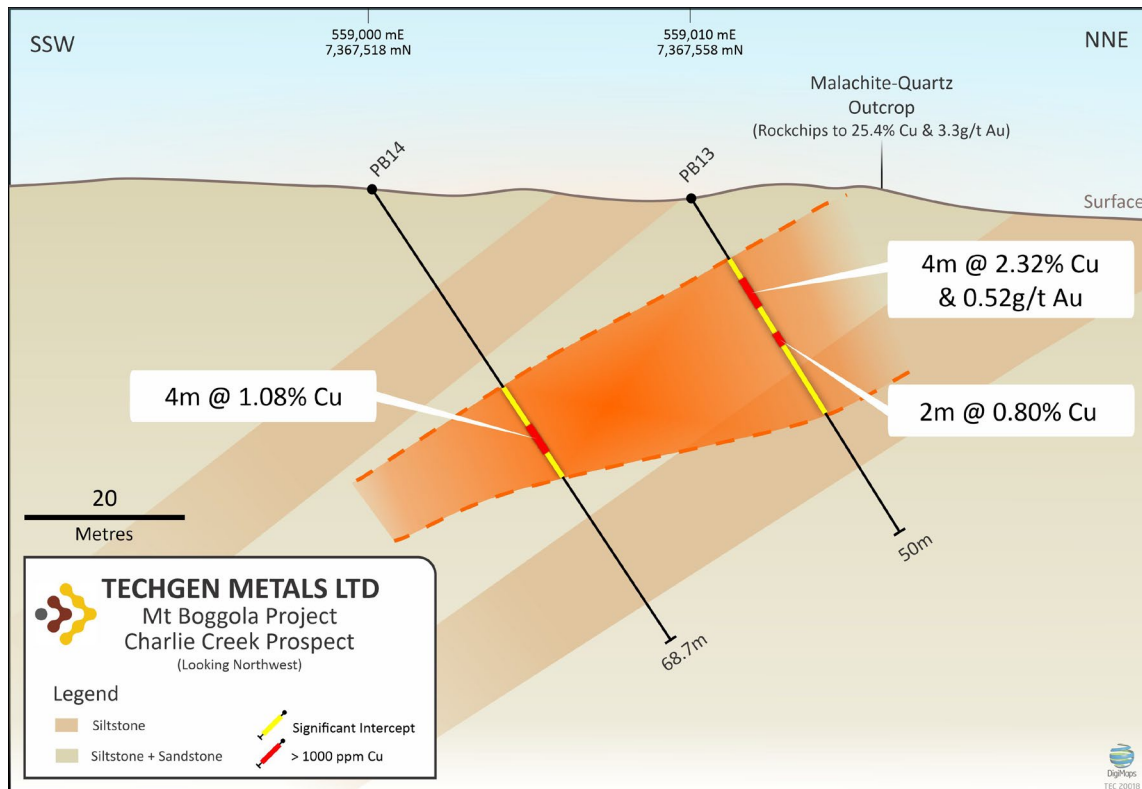 SSW
559,000 mE
7,367,518 mN
559,010 mE
7,367,558 mN
NNE
Malachite-Quartz
Outcrop
(Rockchips to 25.4% Cu & 3.3g/t Au)
PB14
PB13
Surface
4m @ 2.32% Cu
& 0.52g/t Au
4m @ 1.08% Cu
2m @ 0.80% Cu
20
Metres
50m
68.7m
TECHGEN METALS LTD
Mt Boggola Project
Charlie Creek Prospect
(Looking Northwest)
Legend
Siltstone
Significant Intercept
Siltstone + Sandstone
> 1000 ppm Cu
DigiMaps
TEC 20018